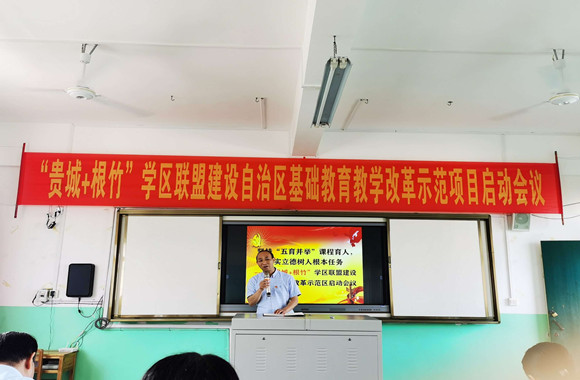 “贵城+根竹”学区联盟建设自治区基础教育教学改革示范项目启动会议
“五育并举”课程育人，
实立德树人根本任务
城+根竹”学区联盟建设
改革示范区启动会议